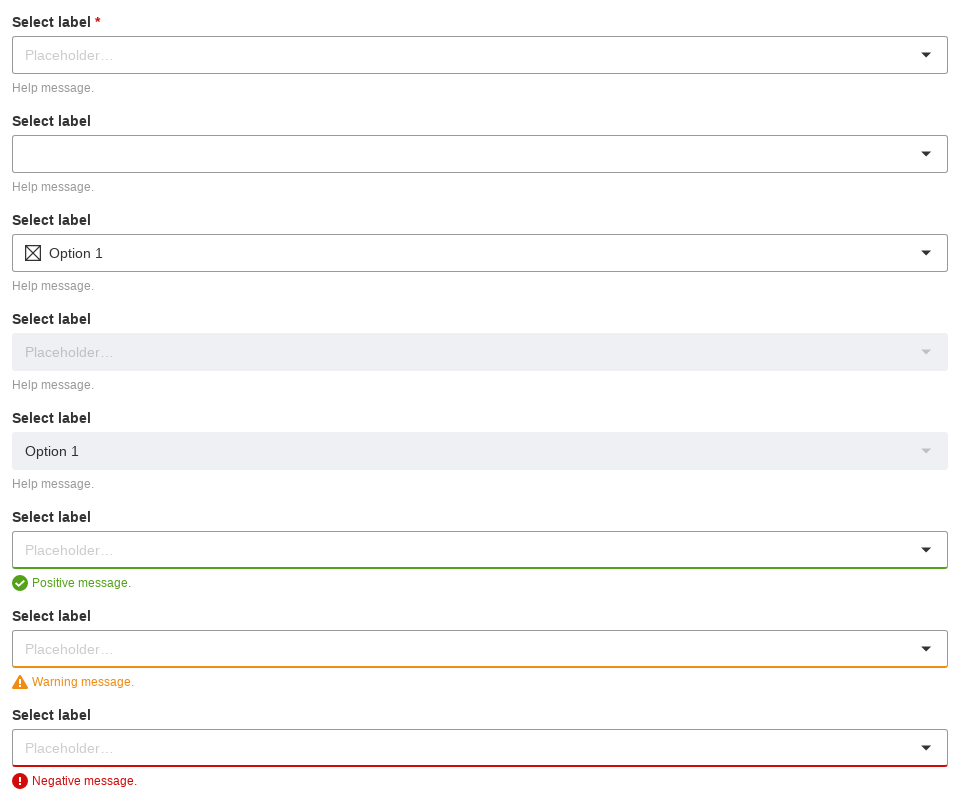 Select label *
Placeholder…
Help message.
Select label
Help message.
Select label
Option 1
Help message.
Select label
Placeholder…
Help message.
Select label
Option 1
Help message.
Select label
Placeholder…
Positive message.
Select label
Placeholder…
Warning message.
Select label
Placeholder…
Negative message.